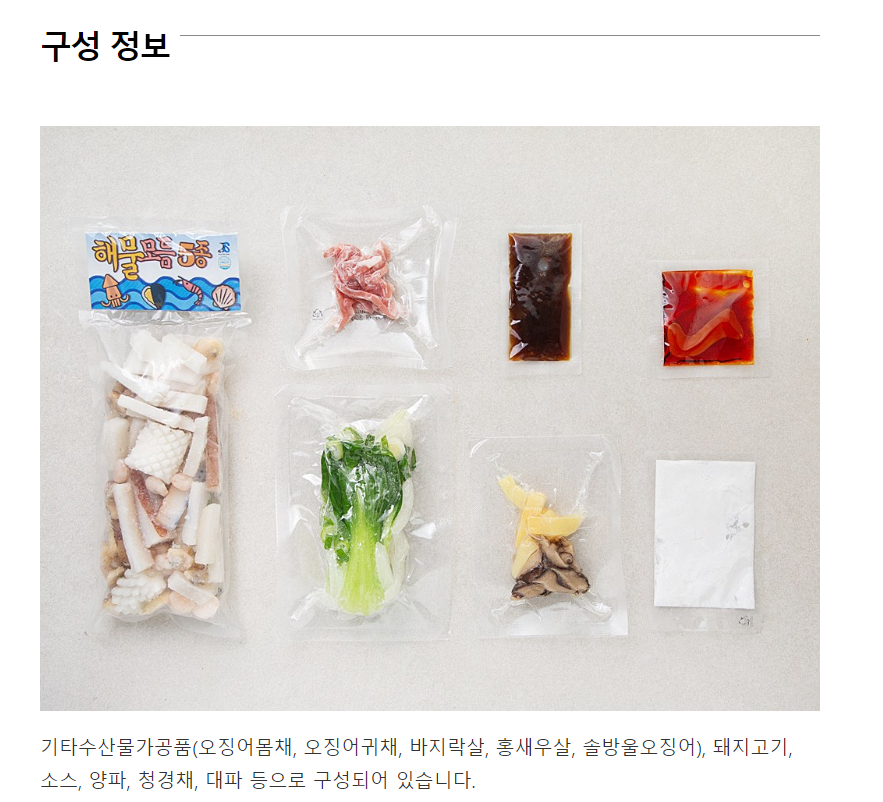 구성 정보
해물모듬 5종
기타수산물가공품(오징어몸채, 오징어귀채, 바지락살, 홍새우살, 솔방울오징어), 돼지고기,
소스, 양파, 청경채, 대파 등으로 구성되어 있습니다.